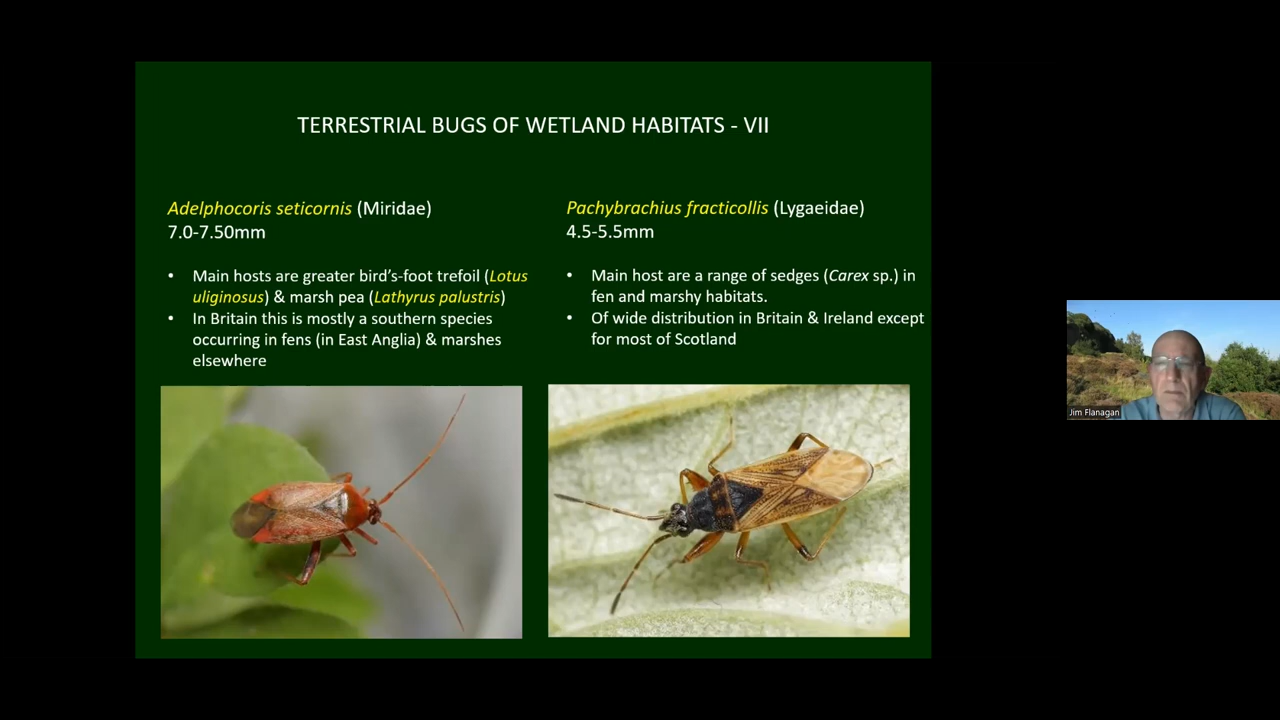 TERRESTRIAL BUGS OF WETLAND HABITATS - VII
Adelphocoris seticornis (Miridae)
7.0-7.50mm
• Main hosts are greater bird's-foot trefoil (Lotus
uliginosus) & marsh pea (Lathyrus palustris)
• In Britain this is mostly a southern species
occurring in fens (in East Anglia) & marshes
elsewhere
Pachybrachius fracticollis (Lygaeidae)
4.5-5.5mm
• Main host are a range of sedges (Carex sp.) in
fen and marshy habitats.
• Of wide distribution in Britain & Ireland except
for most of Scotland
Jim Flanagan